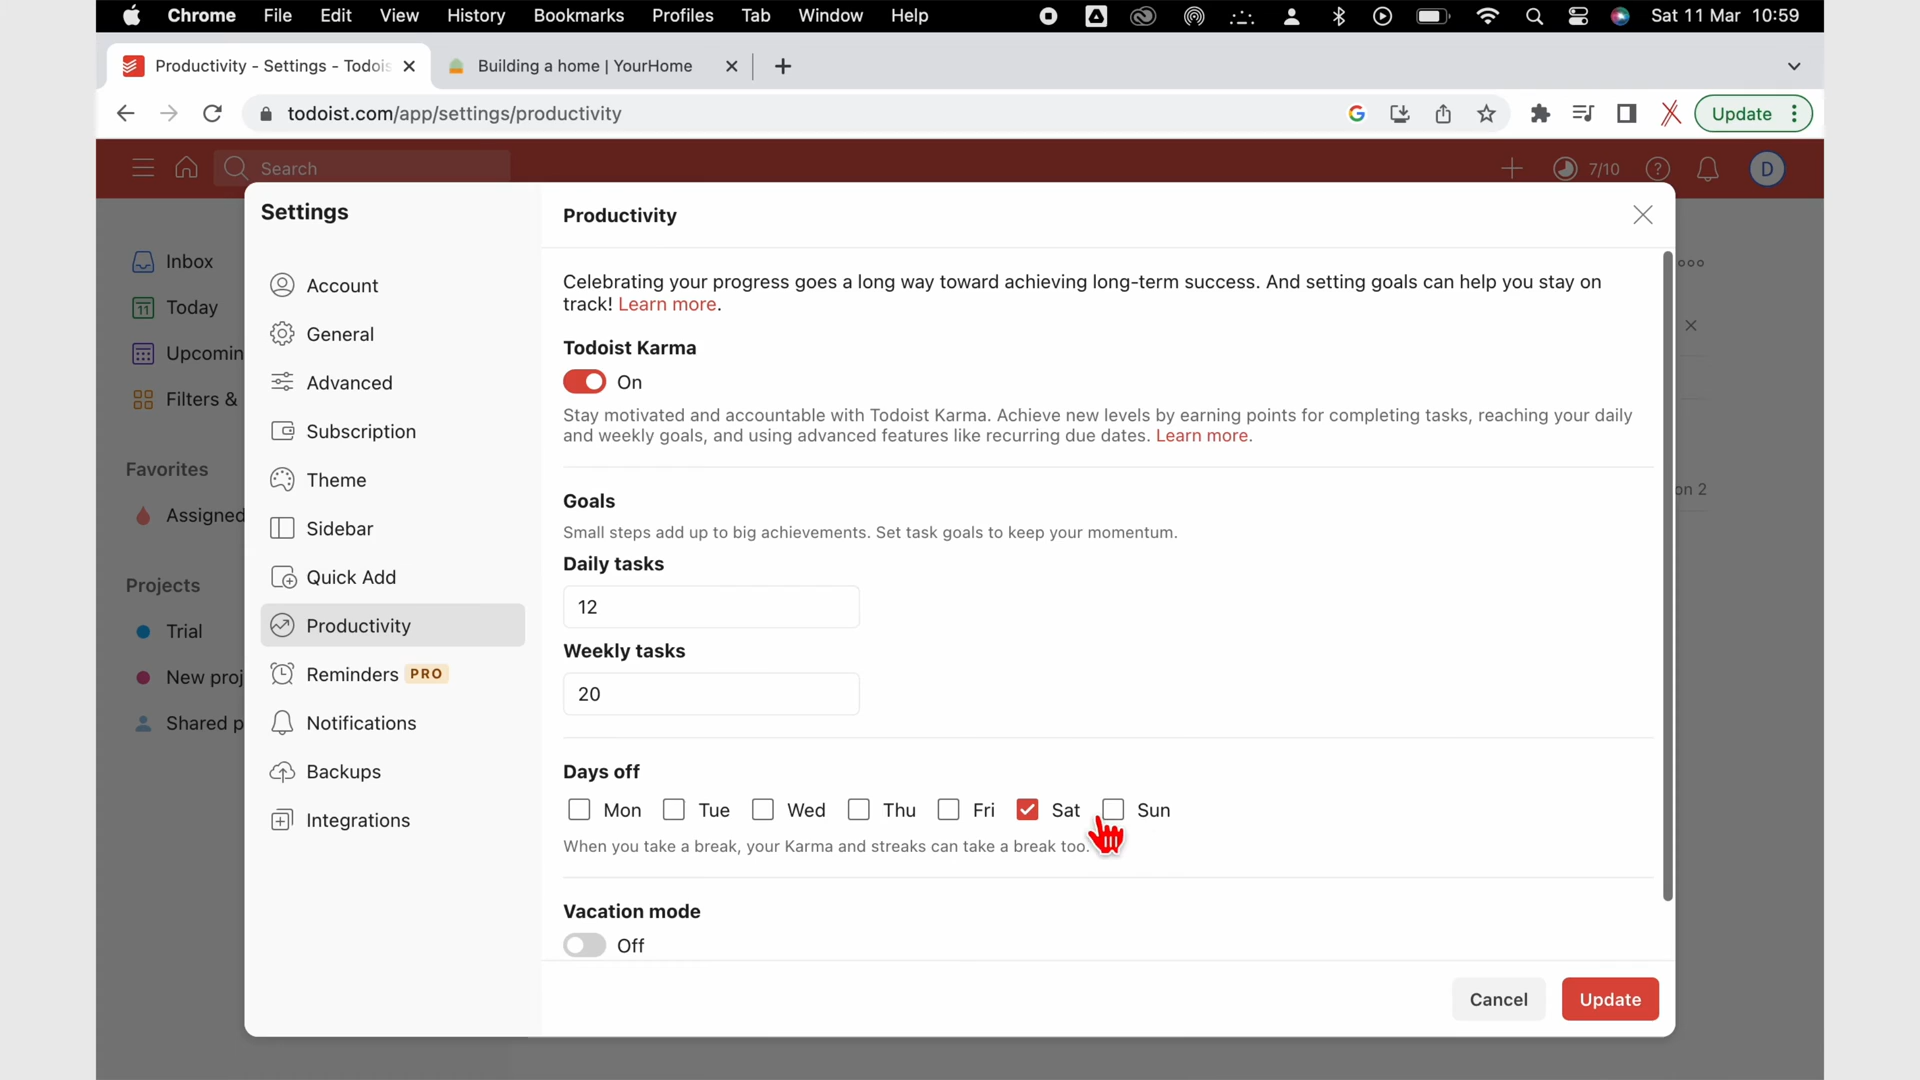 Chrome File Edit View History Bookmarks Profiles Tab Window Help Sat 11 Mar 10:59
Productivity - Settings - Todois
Building a home | YourHome
todoist.com/app/settings/productivity
Update
Search
7/10
D
Inbox
11 Today
Upcomin
Filters &
Favorites
Assigned
Projects
Trial
New proj
Shared p
Settings
Account
General
Advanced
Subscription
Theme
Sidebar
Quick Add
Productivity
Reminders PRO
Notifications
Backups
Integrations
Productivity
Celebrating your progress goes a long way toward achieving long-term success. And setting goals can help you stay on
track! Learn more.
Todoist Karma
On
Stay motivated and accountable with Todoist Karma. Achieve new levels by earning points for completing tasks, reaching your daily
and weekly goals, and using advanced features like recurring due dates. Learn more.
Goals
Small steps add up to big achievements. Set task goals to keep your momentum.
Daily tasks
12
Weekly tasks
20
Days off
Mon Tue Wed Thu Fri Sat Sun
When you take a break, your Karma and streaks can take a break too.
Vacation mode
Off
Cancel Update
on 2